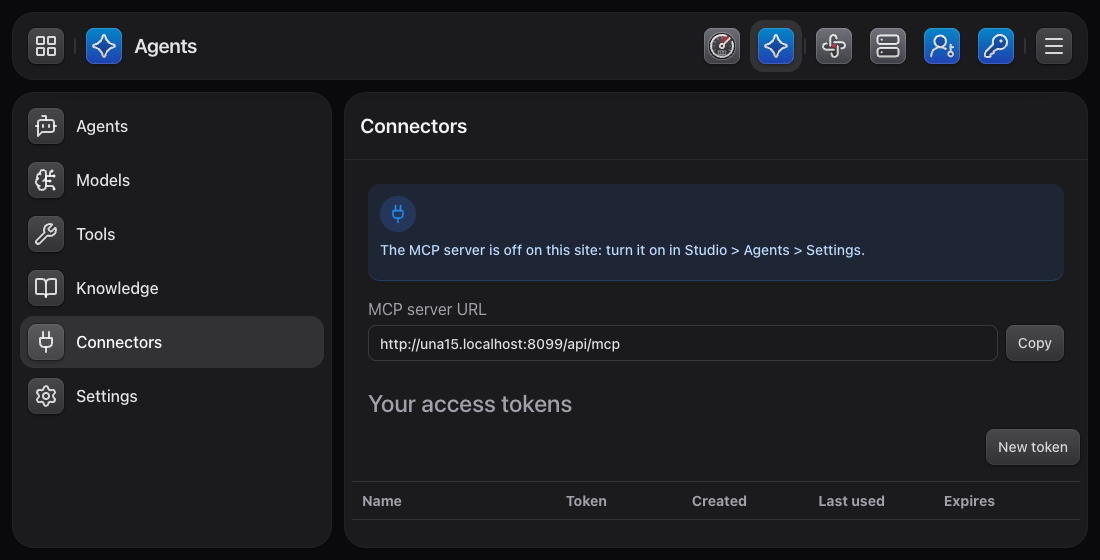 Agents
Agents
Models
Tools
Knowledge
Connectors
Settings
Connectors
The MCP server is off on this site: turn it on in Studio > Agents > Settings.
MCP server URL
http://una15.localhost:8099/api/mcp
Copy
Your access tokens
New token
Name Token Created Last used Expires